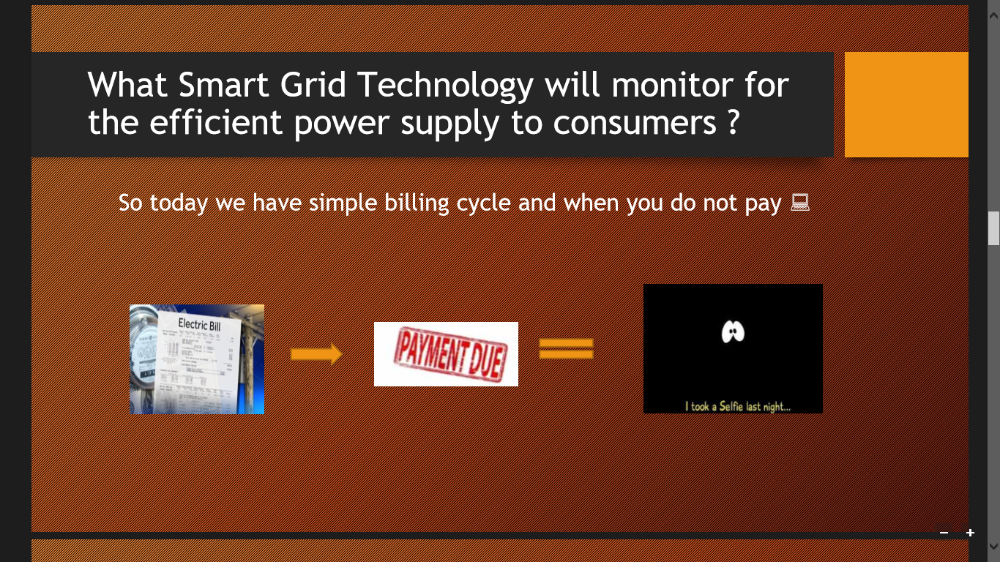 What Smart Grid Technology will monitor for
the efficient power supply to consumers ?
So today we have simple billing cycle and when you do not pay
Electric Bill
PAYMENT DUE
I took a Selfie last night...